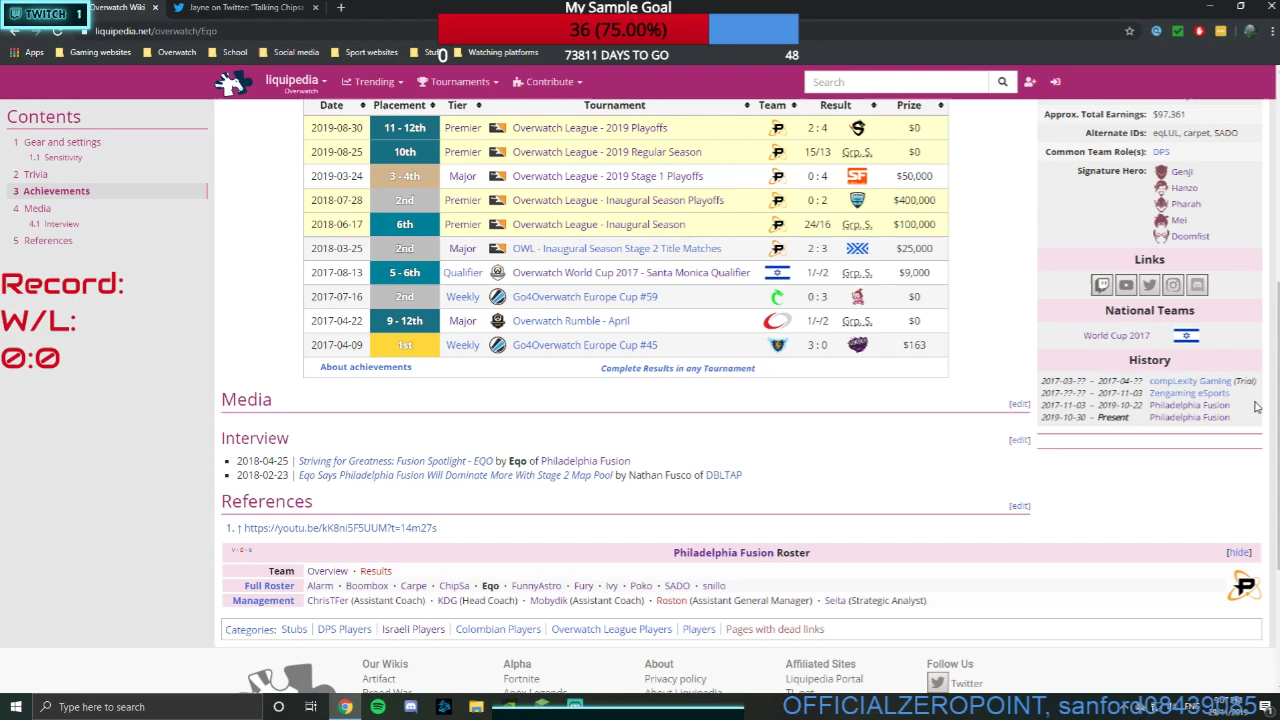 TWITCH 1
Overwatch Wiki
Jayne on Twitter: "Talking Chipsa
My Sample Goal
36 (75.00%)
0 73811 DAYS TO GO 48
liquipedia.net/overwatch/Eqo
Apps Gaming websites Overwatch School Social media Sport websites Stuff Watching platforms
liquipedia Overwatch Trending Tournaments Contribute Search
Contents
1 Gear and settings
1.1 Sensitivity
2 Trivia
3 Achievements
4 Media
4.1 Interview
5 References
Record:
W/L:
0:0
Date Placement Tier Tournament Team Result Prize
2019-08-30 11 - 12th Premier Overwatch League - 2019 Playoffs 2 : 4 $0
2019-08-25 10th Premier Overwatch League - 2019 Regular Season 15/13 Grp. S. $0
2019-03-24 3 - 4th Major Overwatch League - 2019 Stage 1 Playoffs 0 : 4 $50,000
2018-07-28 2nd Premier Overwatch League - Inaugural Season Playoffs 0 : 2 $400,000
2018-06-17 6th Premier Overwatch League - Inaugural Season 24/16 Grp. S. $100,000
2018-03-25 2nd Major OWL - Inaugural Season Stage 2 Title Matches 2 : 3 $25,000
2017-08-13 5 - 6th Qualifier Overwatch World Cup 2017 - Santa Monica Qualifier 1/-/2 Grp. S. $9,000
2017-07-16 2nd Weekly Go4Overwatch Europe Cup #59 0 : 3 $0
2017-04-22 9 - 12th Major Overwatch Rumble - April 1/-/2 Grp. S. $0
2017-04-09 1st Weekly Go4Overwatch Europe Cup #45 3 : 0 $163
About achievements Complete Results in any Tournament
Media [edit]
Interview [edit]
2018-04-25 | Striving for Greatness: Fusion Spotlight - EQO by Eqo of Philadelphia Fusion
2018-02-23 | Eqo Says Philadelphia Fusion Will Dominate More With Stage 2 Map Pool by Nathan Fusco of DBLTAP
References [edit]
1. ↑ https://youtu.be/kK8ni5F5UUM?t=14m27s
Approx. Total Earnings: $97,361
Alternate IDs: eqLUL, carpet, SADO
Common Team Role(s): DPS
Signature Hero: Genji
Hanzo
Pharah
Mei
Doomfist
Links
National Teams
World Cup 2017
History
2017-03-?? - 2017-04-?? compLexity Gaming (Trial)
2017-??-?? - 2017-11-03 Zengaming eSports
2017-11-03 - 2019-10-22 Philadelphia Fusion
2019-10-30 - Present Philadelphia Fusion
Philadelphia Fusion Roster [hide]
Team Overview • Results
Full Roster Alarm • Boombox • Carpe • ChipSa • Eqo • FunnyAstro • Fury • Ivy • Poko • SADO • snillo
Management ChrisTFer (Assistant Coach) • KDG (Head Coach) • Mobydik (Assistant Coach) • Roston (Assistant General Manager) • Seita (Strategic Analyst)
Categories: Stubs DPS Players Israeli Players Colombian Players Overwatch League Players Players Pages with dead links
Our Wikis Alpha About Affiliated Sites Follow Us
Artifact Fortnite Privacy policy Liquipedia Portal Twitter
Type here to search
OFFICIALZEROPOINT,